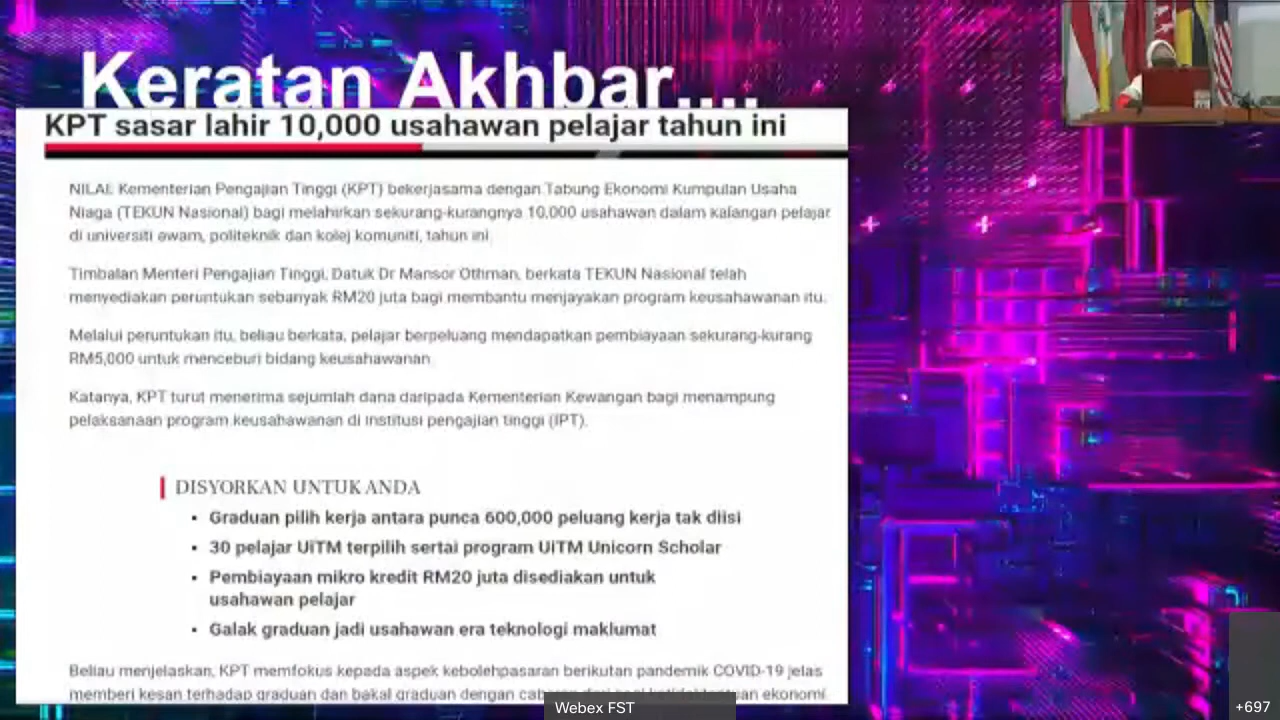 Keratan Akhbar....
KPT sasar lahir 10,000 usahawan pelajar tahun ini
NILAI: Kementerian Pengajian Tinggi (KPT) bekerjasama dengan Tabung Ekonomi Kumpulan Usaha
Niaga (TEKUN Nasional) bagi melahirkan sekurang-kurangnya 10,000 usahawan dalam kalangan pelajar
di universiti awam, politeknik dan kolej komuniti, tahun ini.
Timbalan Menteri Pengajian Tinggi, Datuk Dr Mansor Othman, berkata TEKUN Nasional telah
menyediakan peruntukan sebanyak RM20 juta bagi membantu menjayakan program keusahawanan itu.
Melalui peruntukan itu, beliau berkata, pelajar berpeluang mendapatkan pembiayaan sekurang-kurang
RM5,000 untuk menceburi bidang keusahawanan
Katanya, KPT turut menerima sejumlah dana daripada Kementerian Kewangan bagi menampung
pelaksanaan program keusahawanan di institusi pengajian tinggi (IPT).
DISYORKAN UNTUK ANDA
• Graduan pilih kerja antara punca 600,000 peluang kerja tak diisi
• 30 pelajar UiTM terpilih sertai program UiTM Unicorn Scholar
• Pembiayaan mikro kredit RM20 juta disediakan untuk
usahawan pelajar
• Galak graduan jadi usahawan era teknologi maklumat
Beliau menjelaskan, KPT memfokus kepada aspek kebolehpasaran berikutan pandemik COVID-19 jelas
memberi kesan terhadap graduan dan bakal graduan dengan ekonomi.
Webex FST
+697